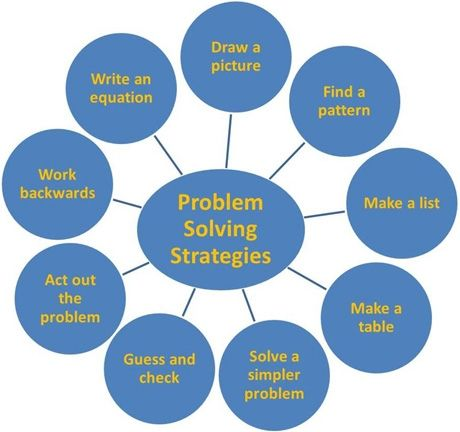 Problem
Solving
Strategies
Draw a
picture
Find a
pattern
Make a list
Make a
table
Solve a
simpler
problem
Guess and
check
Act out
the
problem
Work
backwards
Write an
equation